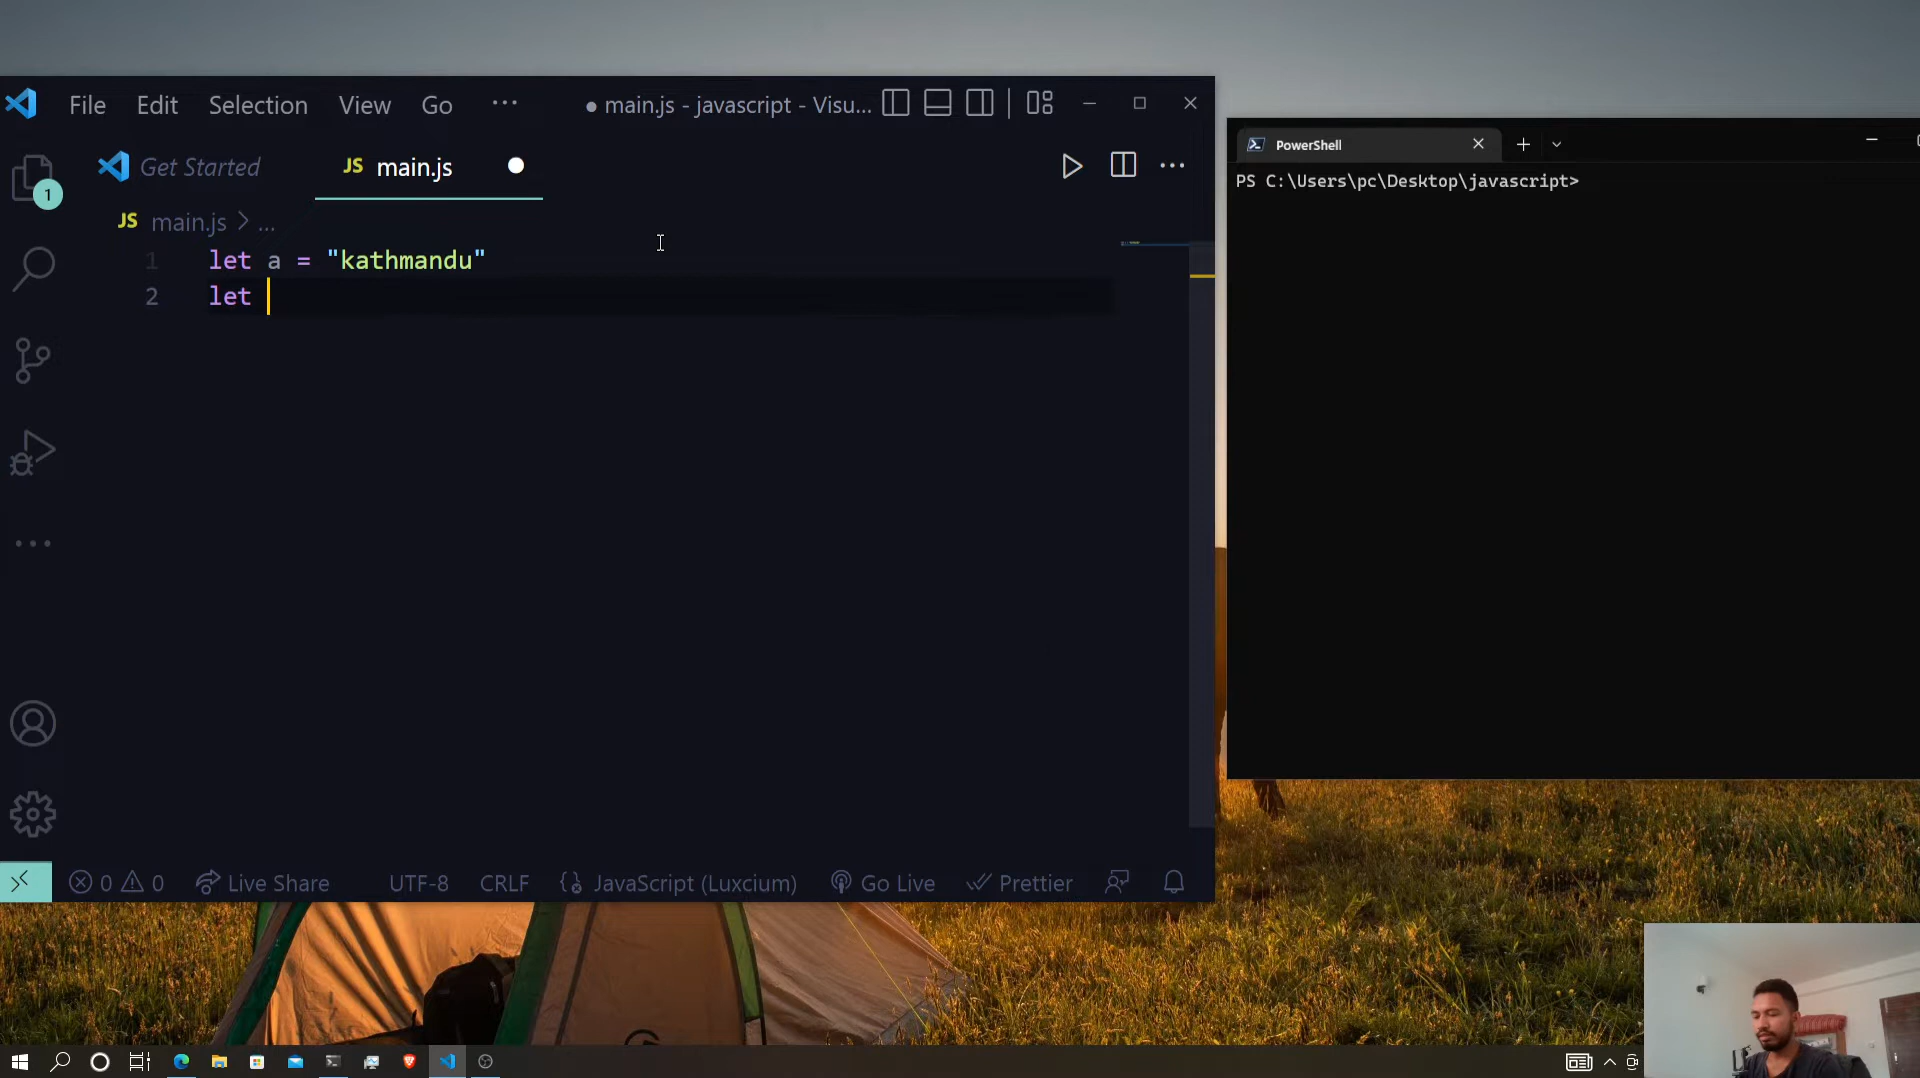 File Edit Selection View Go ... ● main.js - javascript - Visu...
Get Started JS main.js
JS main.js > ...
1 let a = "kathmandu"
2 let
1
0 0 Live Share UTF-8 CRLF {} JavaScript (Luxcium) Go Live Prettier
PowerShell
PS C:\Users\pc\Desktop\javascript>